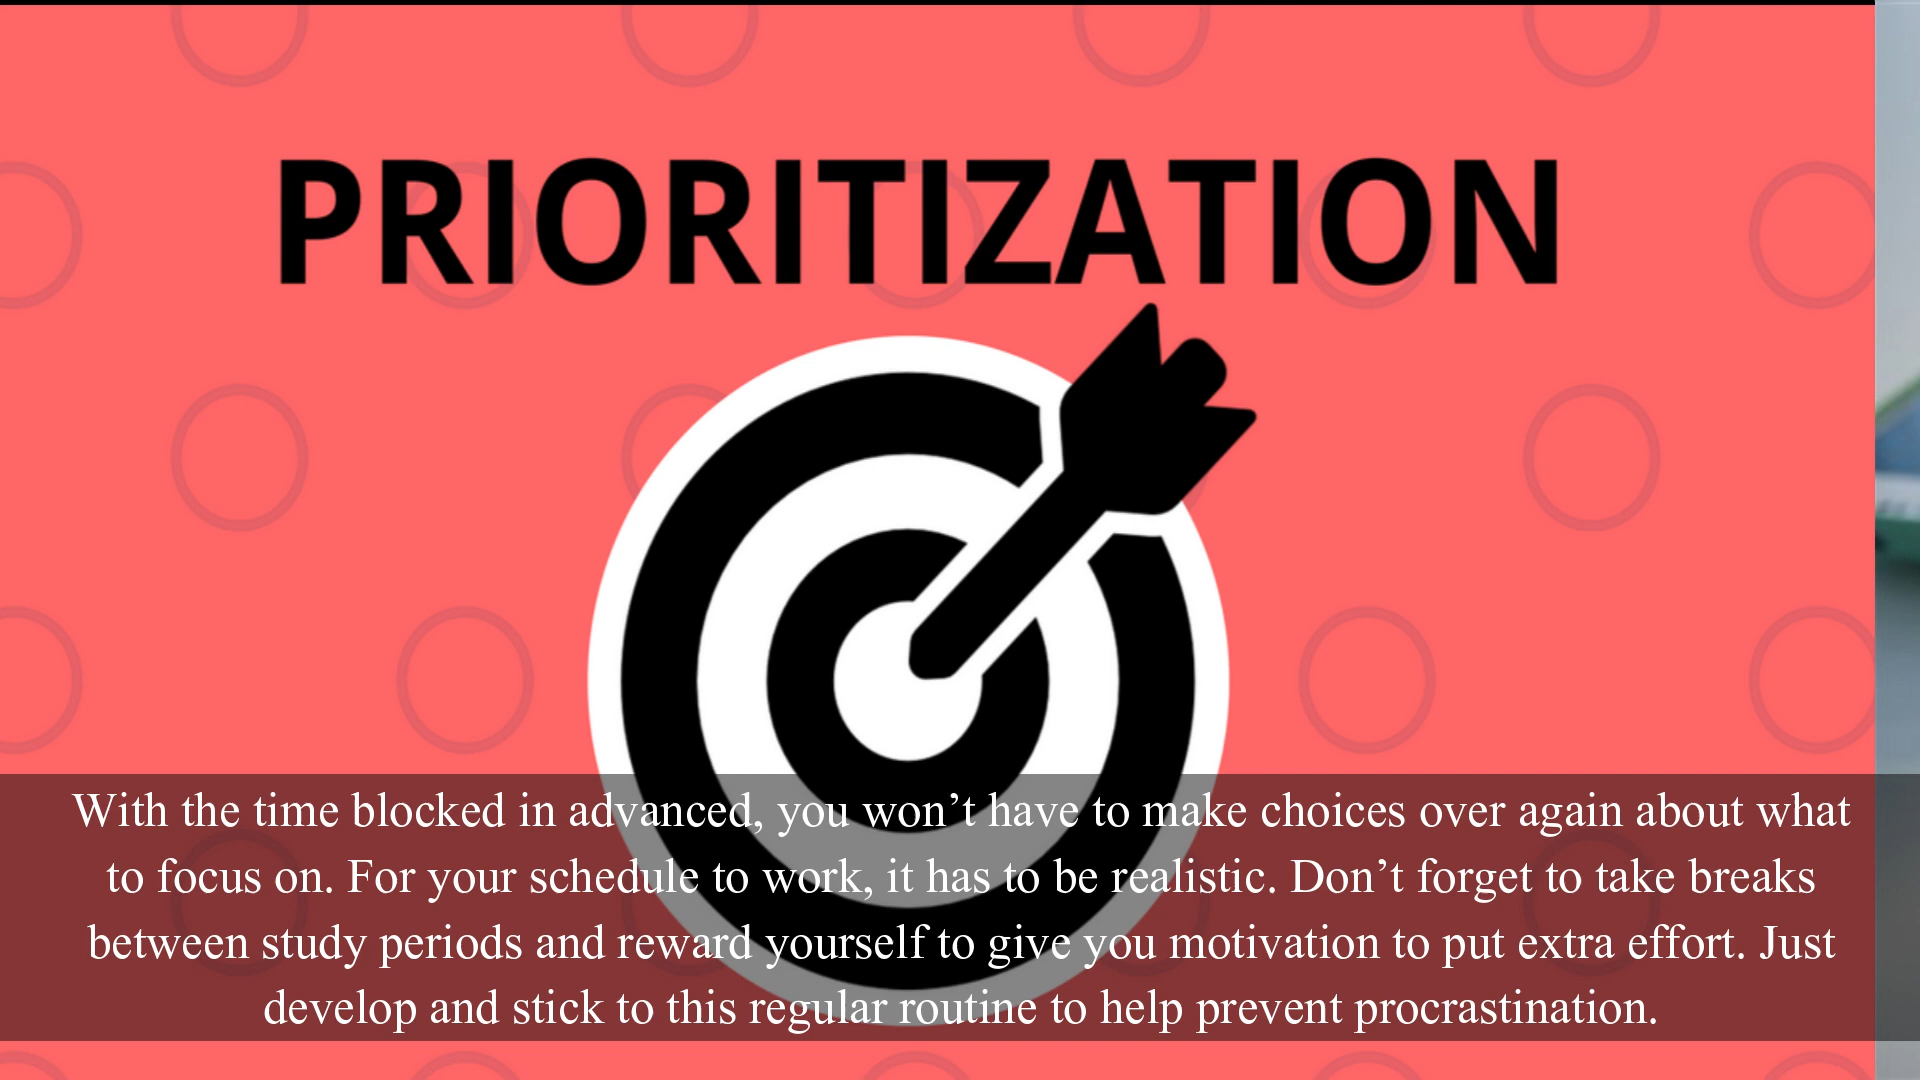 PRIORITIZATION
With the time blocked in advanced, you won’t have to make choices over again about what
to focus on. For your schedule to work, it has to be realistic. Don’t forget to take breaks
between study periods and reward yourself to give you motivation to put extra effort. Just
develop and stick to this regular routine to help prevent procrastination.